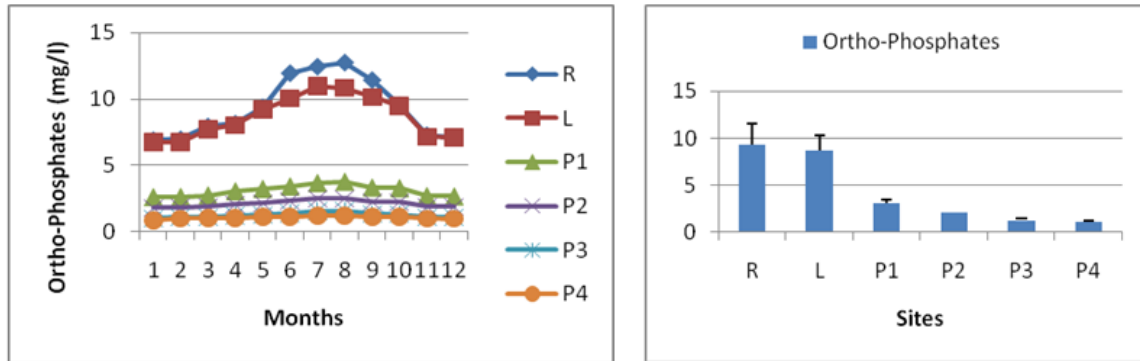 Ortho-Phosphates (mg/l)
15
10
5
0
1 2 3 4 5 6 7 8 9 10 11 12
Months
R
L
P1
P2
P3
P4
Ortho-Phosphates
15
10
5
0
R L P1 P2 P3 P4
Sites